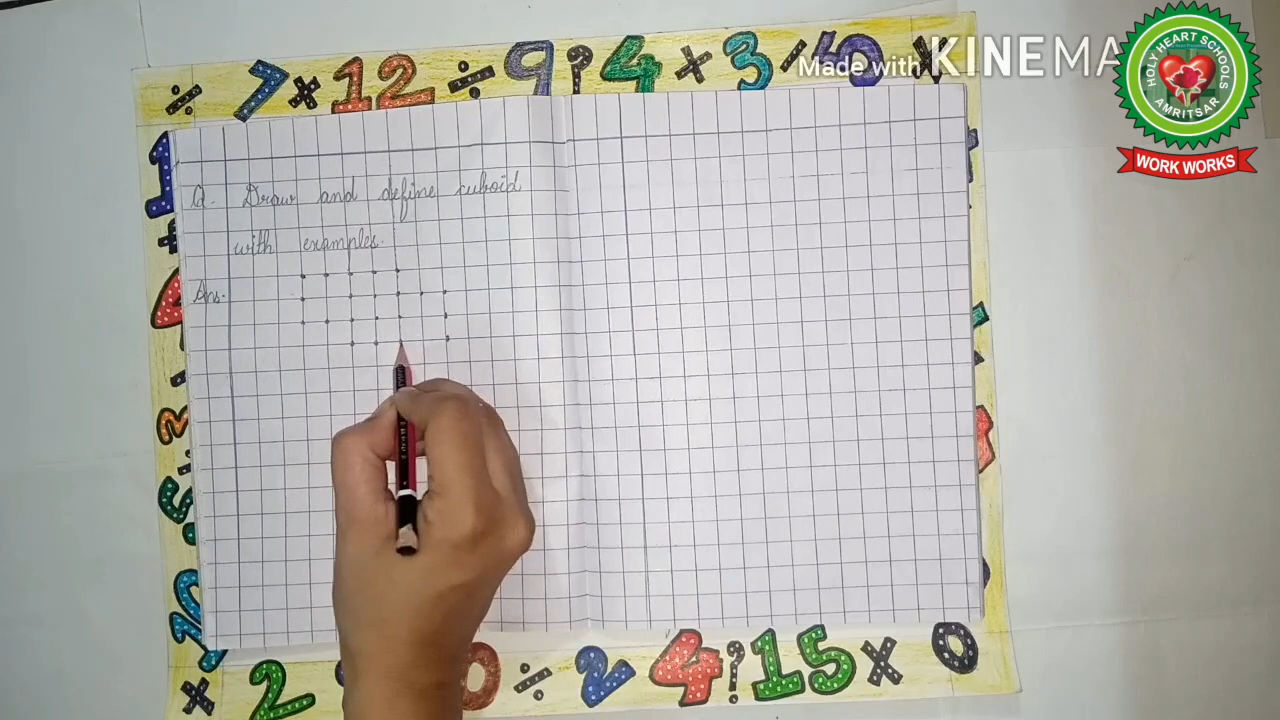 ÷ 7 × 12 ÷ 9 ? 4 × 3 / 40 ×
Made with KINEMA
HOLY HEART SCHOOLS
AMRITSAR
WORK WORKS
Q. Draw and define cuboid
with examples.
Ans.
× 2 0 ÷ 2 4 ? 15 × 0